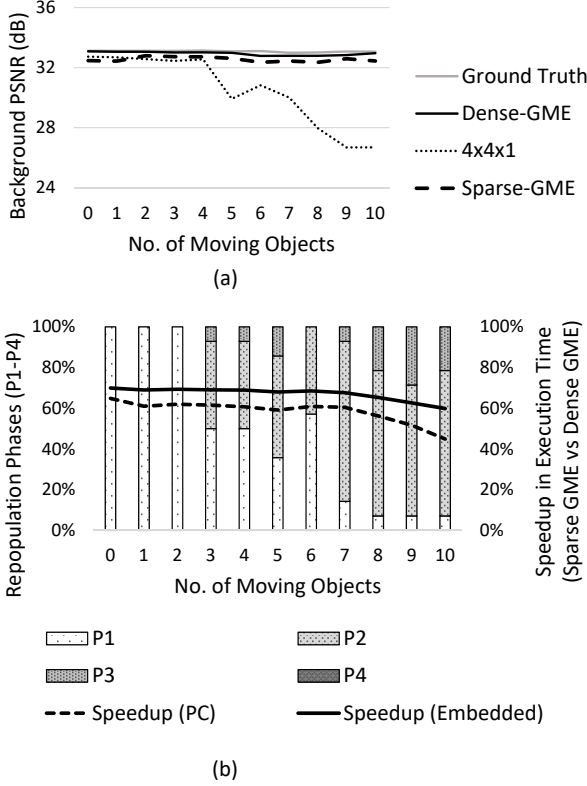 Background PSNR (dB)
36
32
28
24
0 1 2 3 4 5 6 7 8 9 10
No. of Moving Objects
Ground Truth
Dense-GME
4x4x1
Sparse-GME
(a)
Repopulation Phases (P1-P4)
100%
80%
60%
40%
20%
0%
0 1 2 3 4 5 6 7 8 9 10
No. of Moving Objects
100%
80%
60%
40%
20%
0%
Speedup in Execution Time
(Sparse GME vs Dense GME)
P1
P2
P3
P4
Speedup (PC)
Speedup (Embedded)
(b)